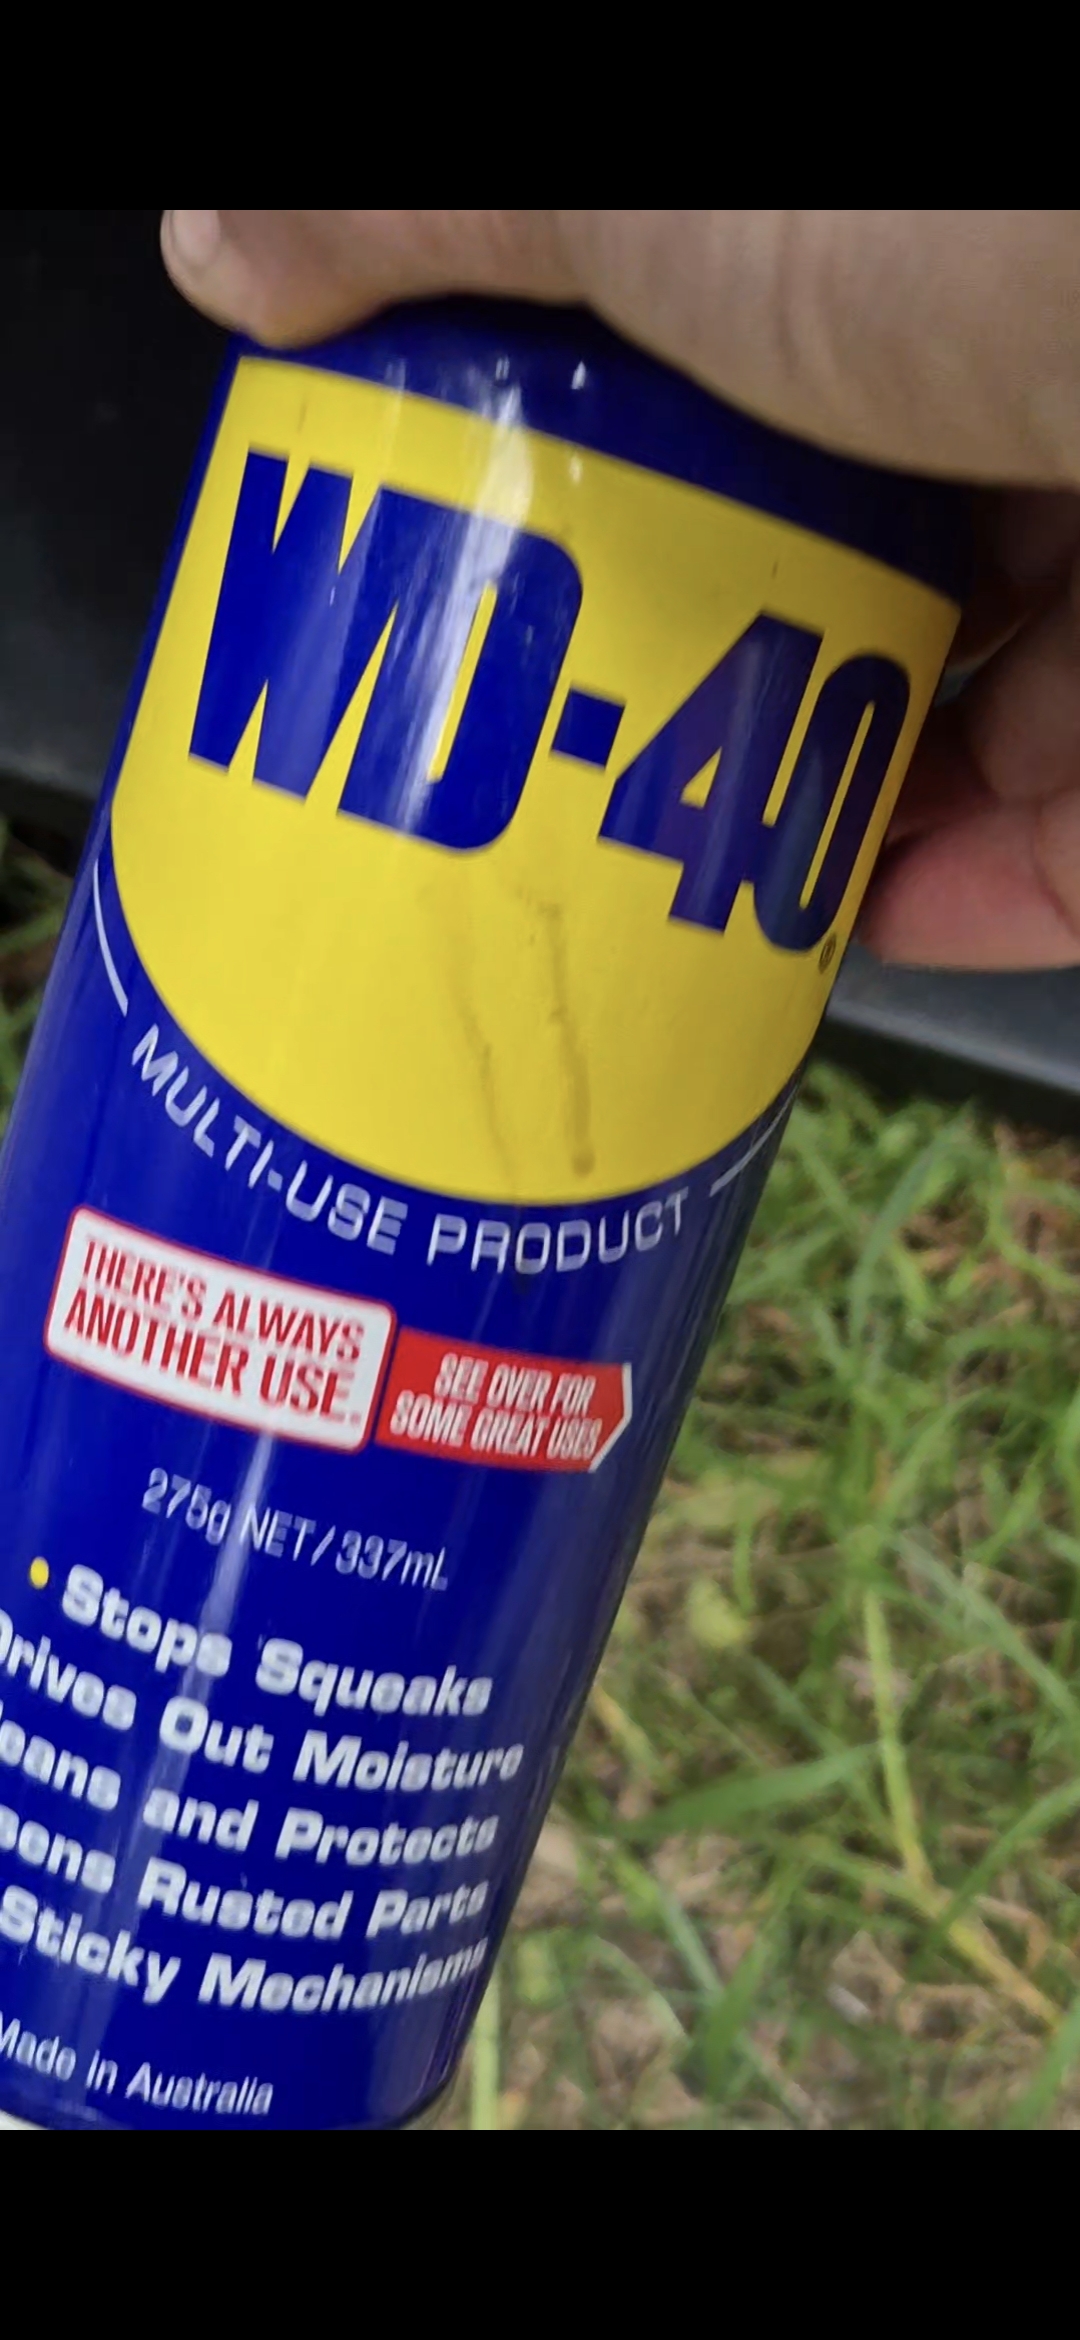 WD-40®
MULTI-USE PRODUCT
THERE'S ALWAYS
ANOTHER USE.
SEE OVER FOR
SOME GREAT USES
275g NET/337mL
• Stops Squeaks
Drives Out Moisture
and Protects
Rusted Parts
Sticky Mechanisms
Made in Australia